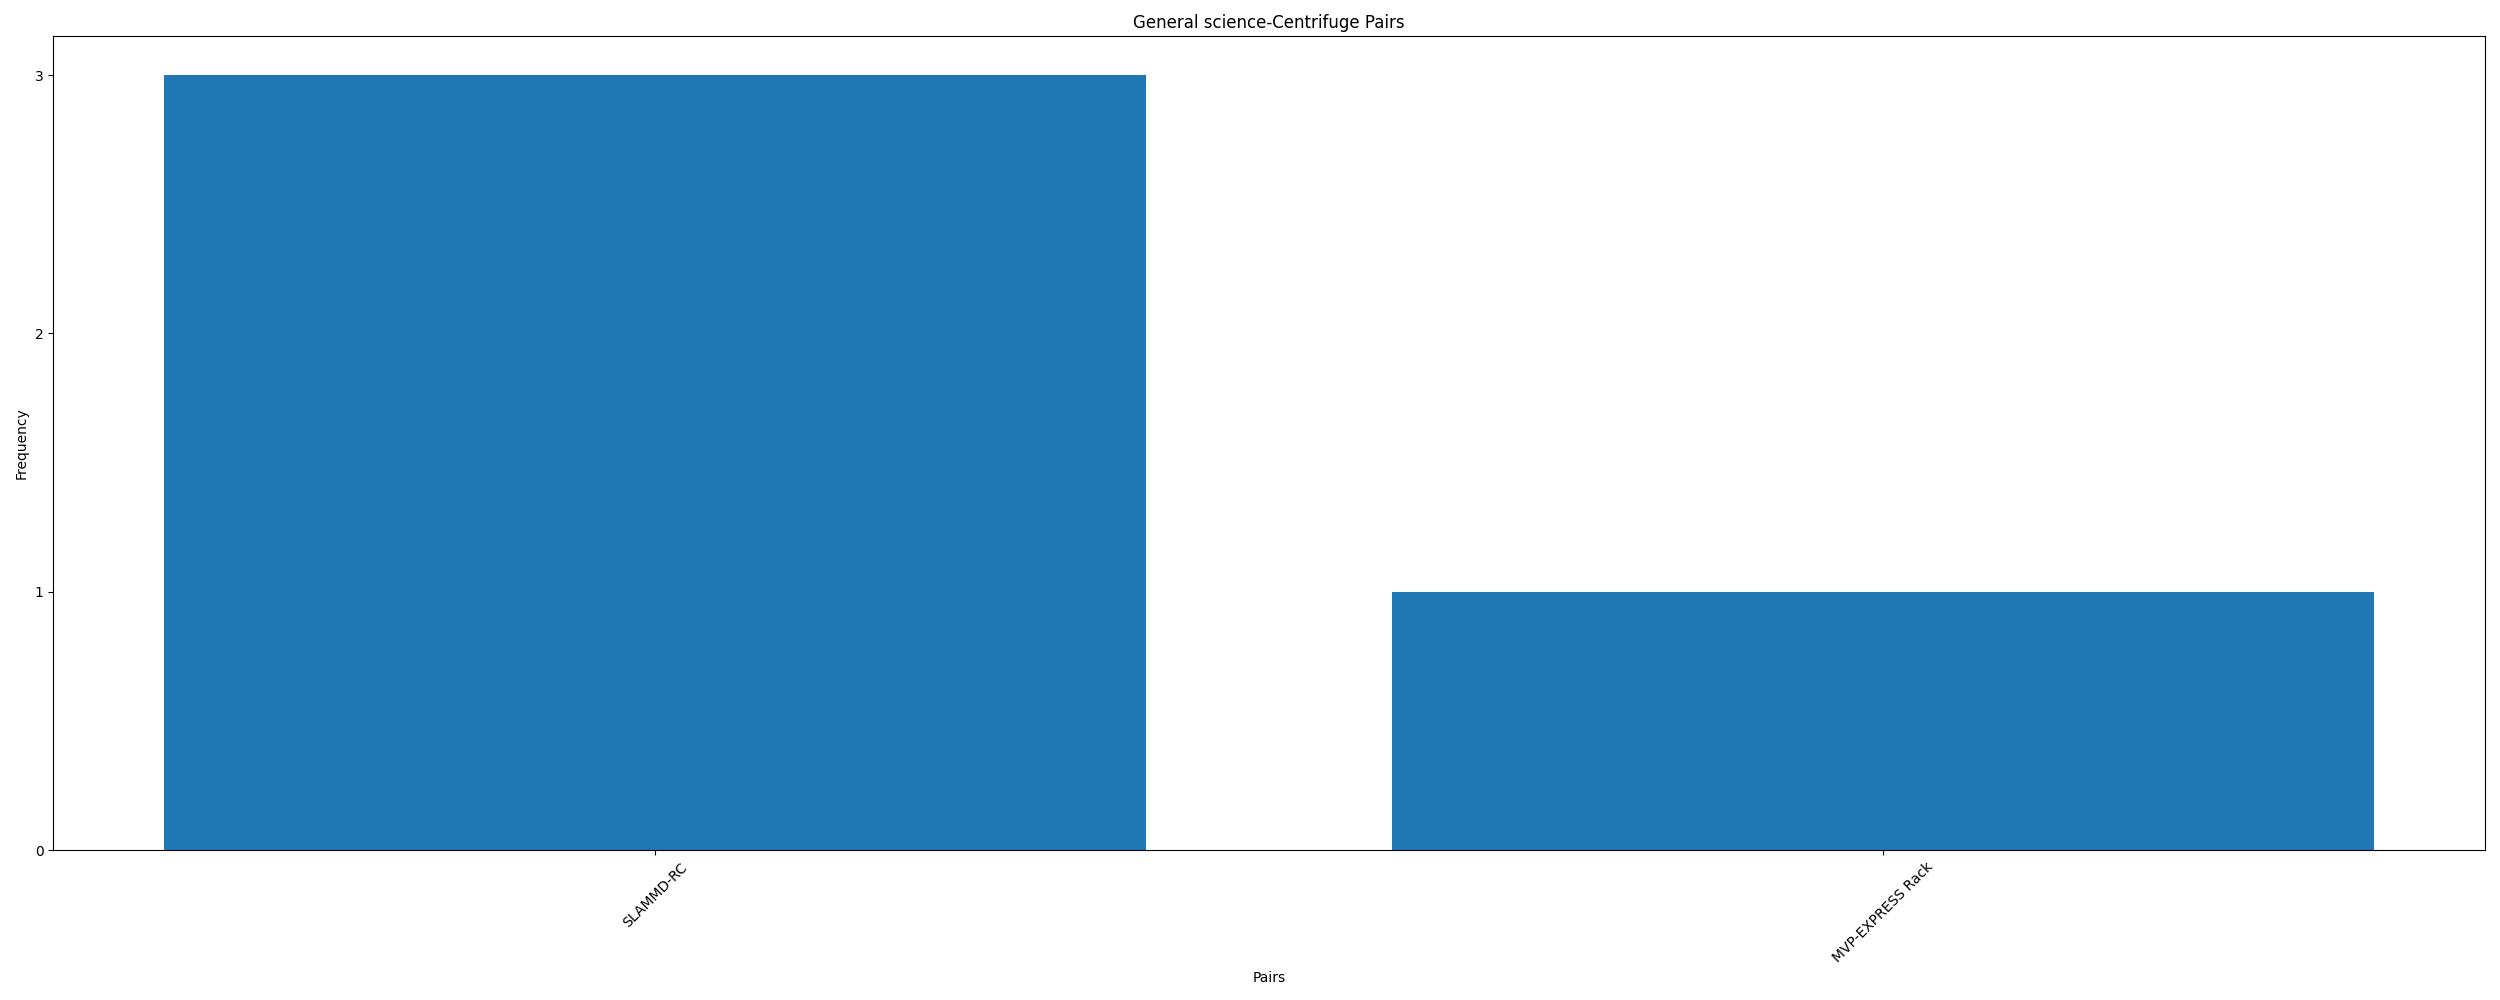 General science-Centrifuge Pairs
3
2
1
0
Frequency
SLAMMD-RC
MVP-EXPRESS Rack
Pairs